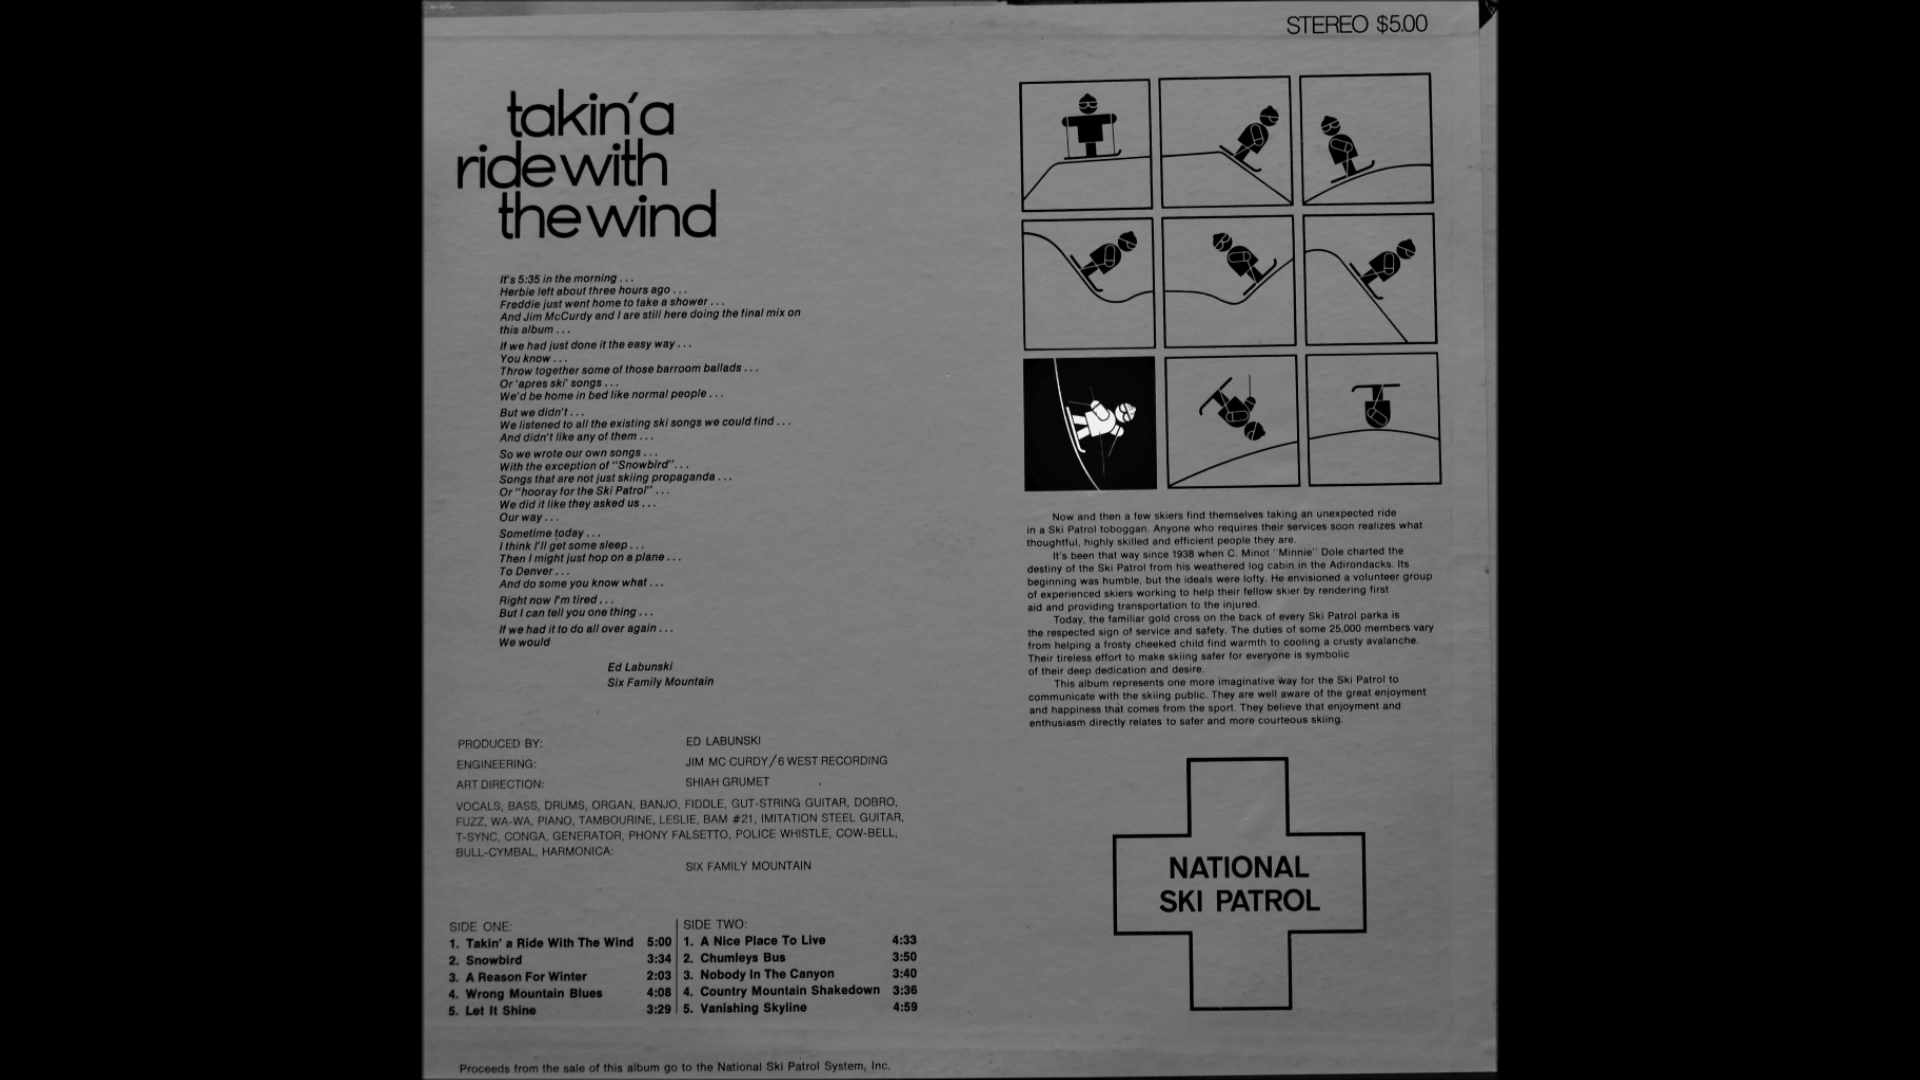 STEREO $5.00
takin' a
ride with
the wind
It's 5:35 in the morning . . .
Herbie left about three hours ago . . .
Freddie just went home to take a shower . . .
And Jim McCurdy and I are still here doing the final mix on
this album . . .
If we had just done it the easy way . . .
You know . . .
Throw together some of those barroom ballads . . .
Or 'apres ski' songs . . .
We'd be home in bed like normal people . . .
But we didn't . . .
We listened to all the existing ski songs we could find . . .
And didn't like any of them . . .
So we wrote our own songs . . .
With the exception of "Snowbird" . . .
Songs that are not just skiing propaganda . . .
Or "hooray for the Ski Patrol" . . .
We did it like they asked us . . .
Our way . . .
Sometime today . . .
I think I'll get some sleep . . .
Then I might just hop on a plane . . .
To Denver . . .
And do some you know what . . .
Right now I'm tired . . .
But I can tell you one thing . . .
If we had it to do all over again . . .
We would
Ed Labunski
Six Family Mountain
Now and then a few skiers find themselves taking an unexpected ride
in a Ski Patrol toboggan. Anyone who requires their services soon realizes what
thoughtful, highly skilled and efficient people they are.
It's been that way since 1938 when C. Minot "Minnie" Dole charted the
destiny of the Ski Patrol from his weathered log cabin in the Adirondacks. Its
beginning was humble, but the ideals were lofty. He envisioned a volunteer group
of experienced skiers working to help their fellow skier by rendering first
aid and providing transportation to the injured.
Today, the familiar gold cross on the back of every Ski Patrol parka is
the respected sign of service and safety. The duties of some 25,000 members vary
from helping a frosty cheeked child find warmth to cooling a crusty avalanche.
Their tireless effort to make skiing safer for everyone is symbolic
of their deep dedication and desire.
This album represents one more imaginative way for the Ski Patrol to
communicate with the skiing public. They are well aware of the great enjoyment
and happiness that comes from the sport. They believe that enjoyment and
enthusiasm directly relates to safer and more courteous skiing.
PRODUCED BY: ED LABUNSKI
ENGINEERING: JIM MC CURDY/6 WEST RECORDING
ART DIRECTION: SHIAH GRUMET
VOCALS, BASS, DRUMS, ORGAN, BANJO, FIDDLE, GUT-STRING GUITAR, DOBRO,
FUZZ, WA-WA, PIANO, TAMBOURINE, LESLIE, BAM #21, IMITATION STEEL GUITAR,
T-SYNC, CONGA, GENERATOR, PHONY FALSETTO, POLICE WHISTLE, COW-BELL,
BULL-CYMBAL, HARMONICA:
SIX FAMILY MOUNTAIN
NATIONAL
SKI PATROL
SIDE ONE:
1. Takin' a Ride With The Wind 5:00
2. Snowbird 3:34
3. A Reason For Winter 2:03
4. Wrong Mountain Blues 4:08
5. Let It Shine 3:29
SIDE TWO:
1. A Nice Place To Live 4:33
2. Chumleys Bus 3:50
3. Nobody In The Canyon 3:40
4. Country Mountain Shakedown 3:36
5. Vanishing Skyline 4:59
Proceeds from the sale of this album go to the National Ski Patrol System, Inc.